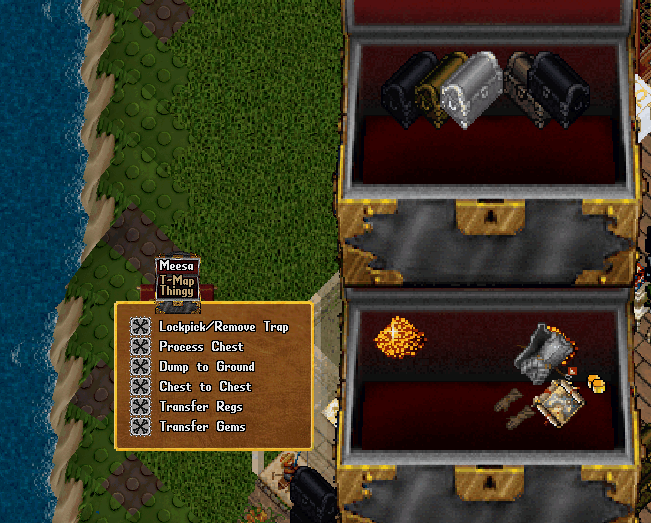 Meesa
T-Map
Thingy
Lockpick/Remove Trap
Process Chest
Dump to Ground
Chest to Chest
Transfer Regs
Transfer Gems